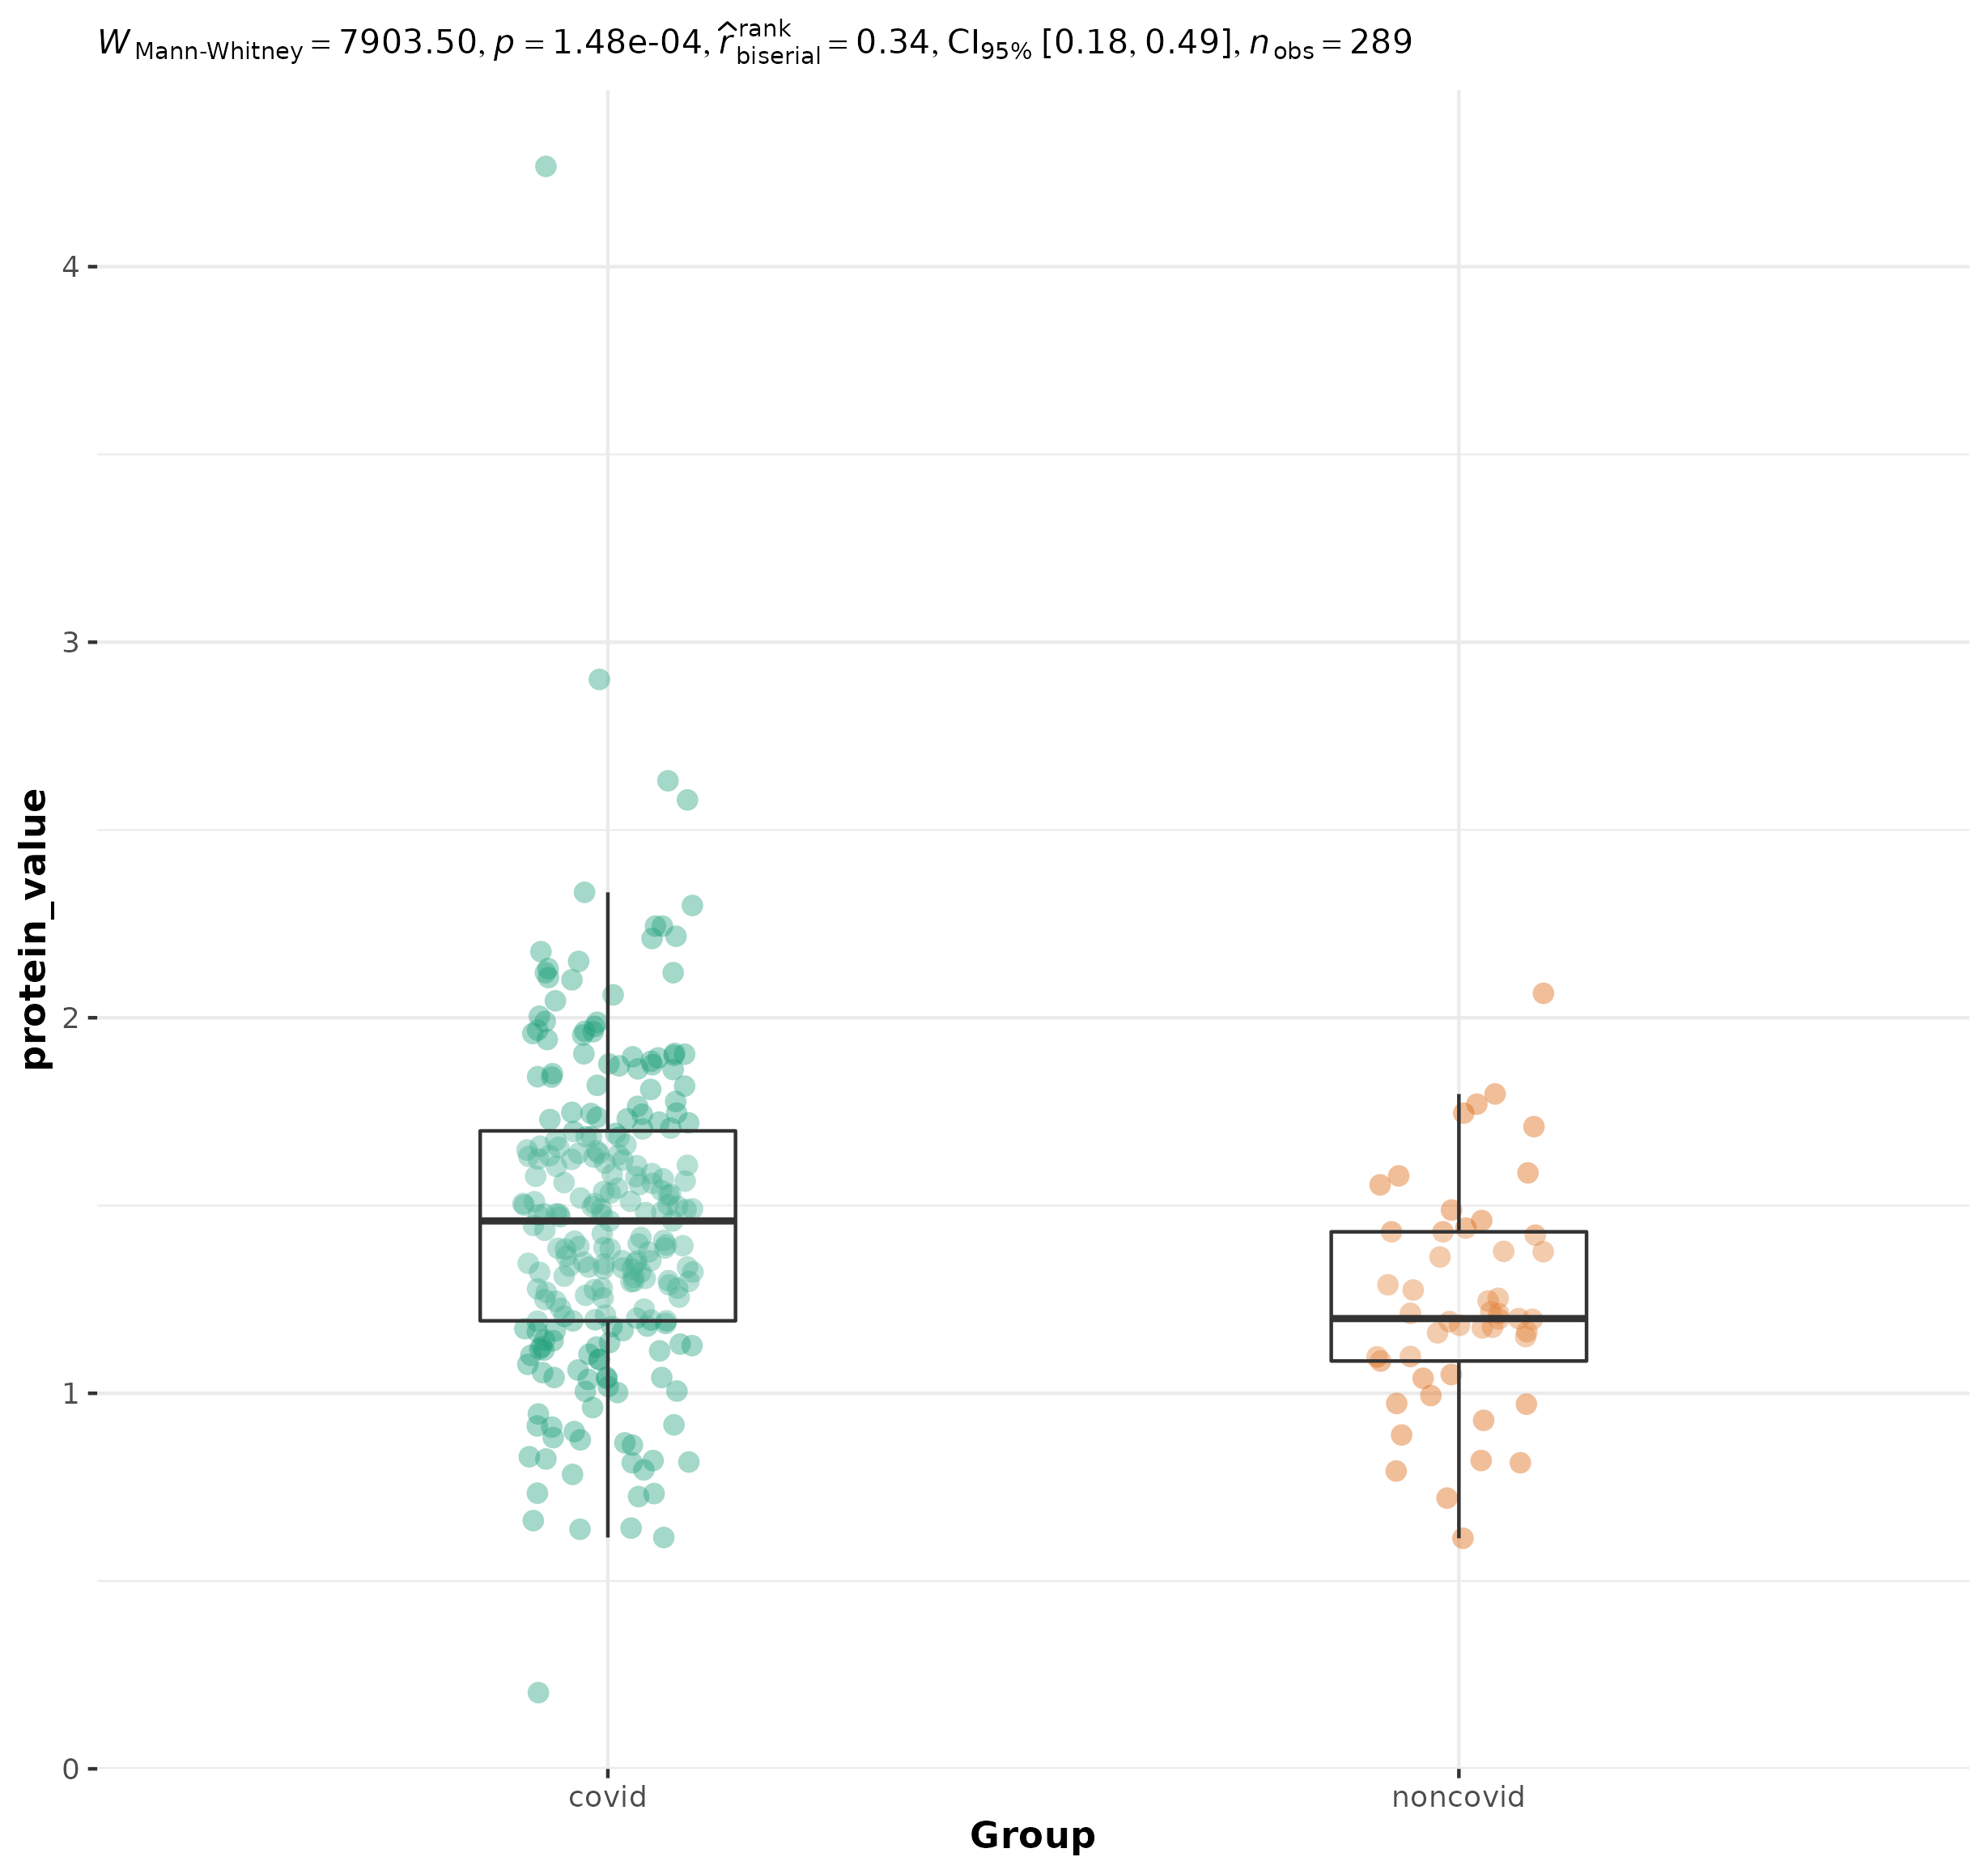 W Mann-Whitney = 7903.50, p = 1.48e-04, r̂ rank biserial = 0.34, CI95% [0.18, 0.49], n obs = 289
4
3
2
1
0
protein_value
covid noncovid
Group